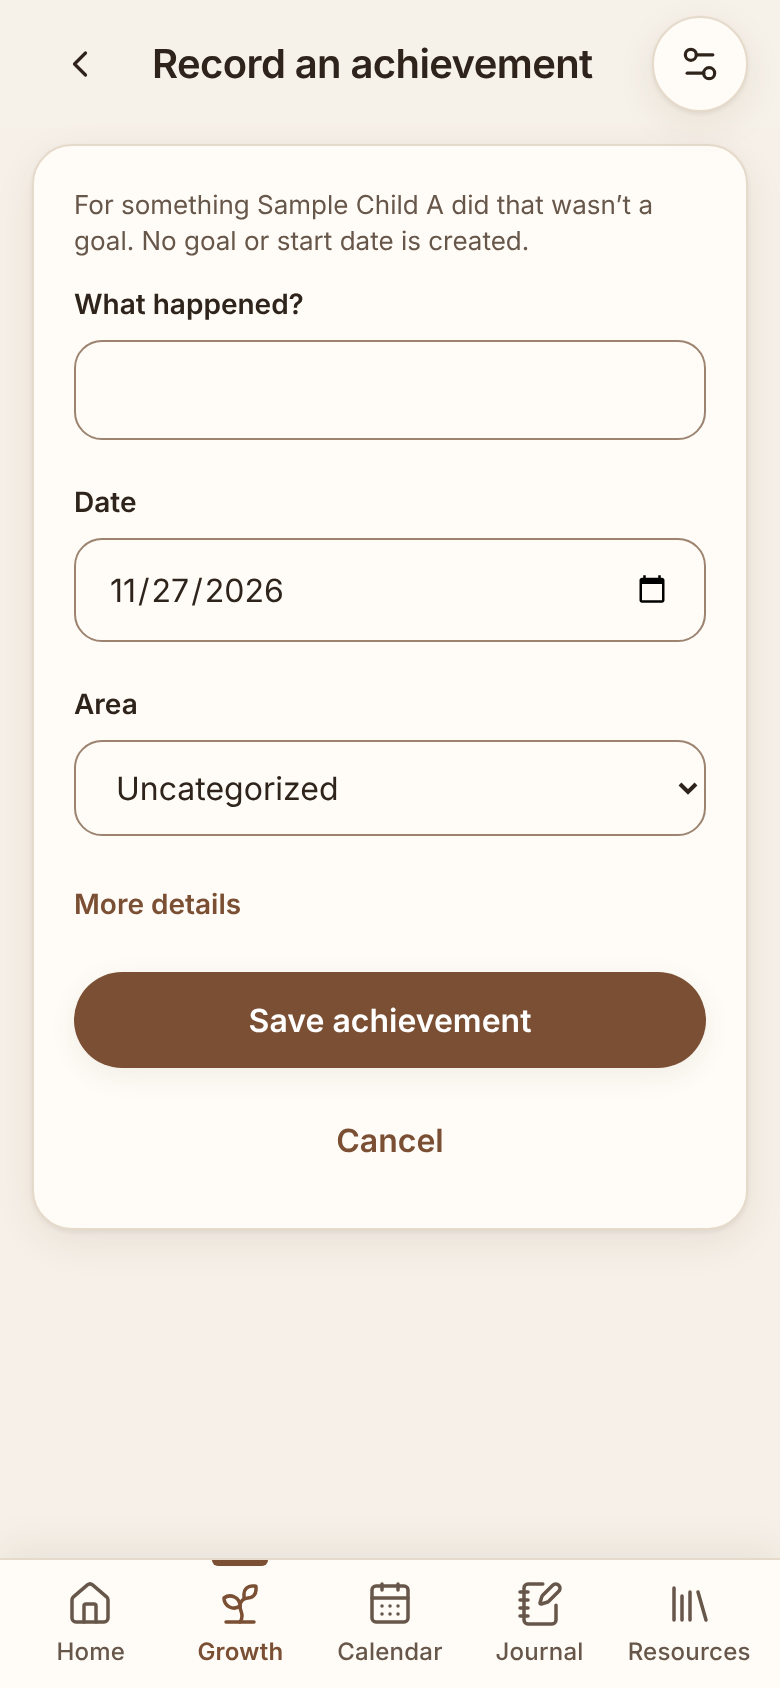 Record an achievement
For something Sample Child A did that wasn’t a
goal. No goal or start date is created.
What happened?
Date
11/27/2026
Area
Uncategorized
More details
Save achievement
Cancel
Home
Growth
Calendar
Journal
Resources